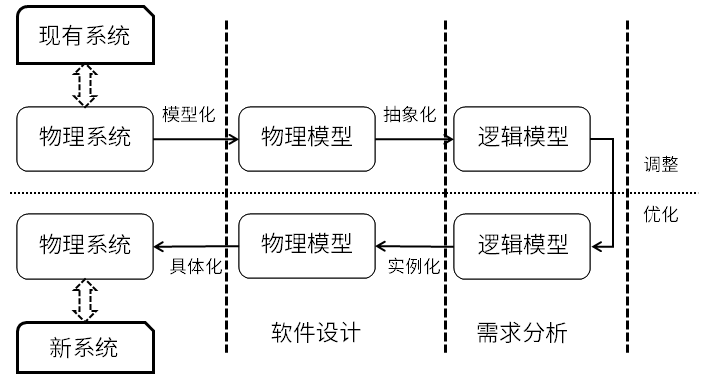 现有系统
物理系统
模型化
物理模型
抽象化
逻辑模型
调整
优化
物理系统
具体化
物理模型
实例化
逻辑模型
新系统
软件设计
需求分析